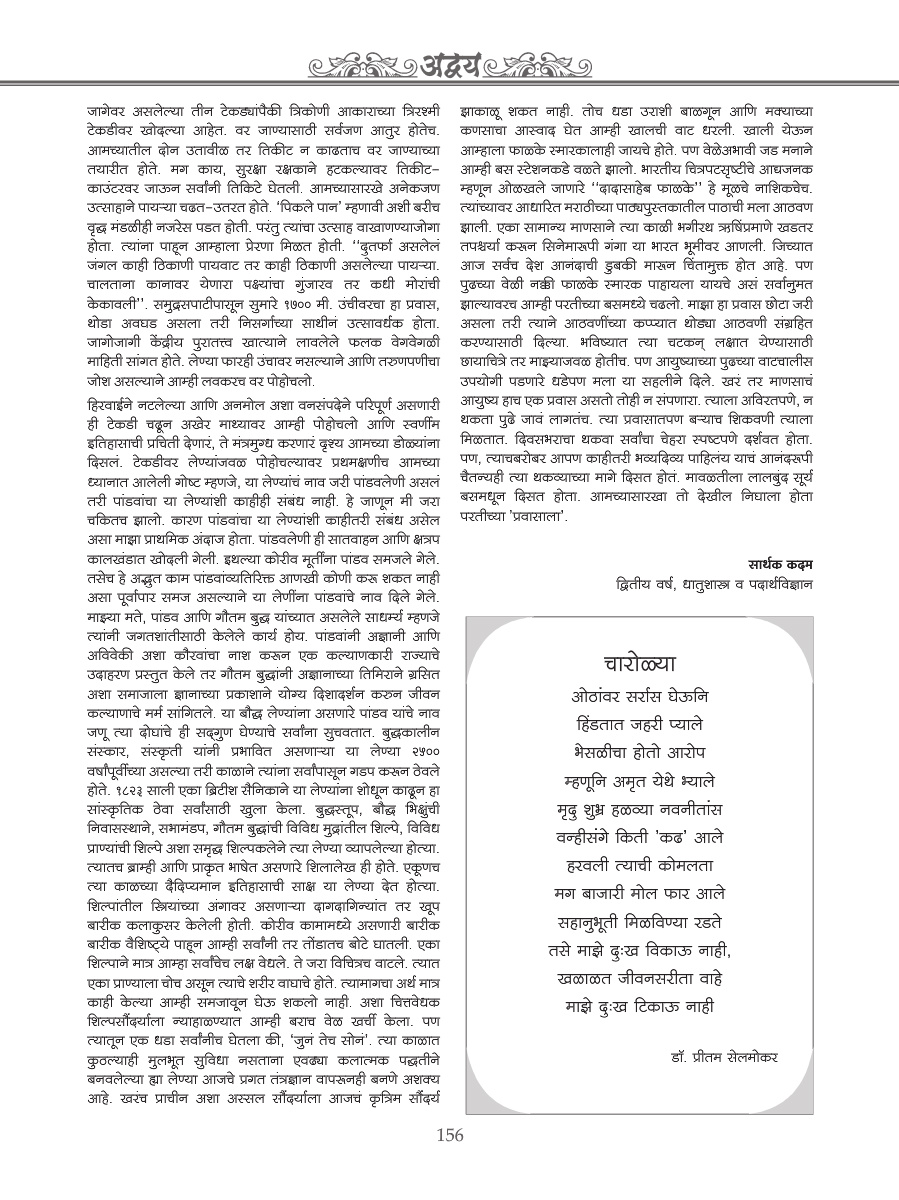 अद्वय
जागेवर असलेल्या तीन टेकड्यांपैकी त्रिकोणी आकाराच्या त्रिरश्मी
टेकडीवर खोदल्या आहेत. वर जाण्यासाठी सर्वजण आतुर होतेच.
आमच्यातील दोन उतावीळ तर तिकीट न काढताच वर जाण्याच्या
तयारीत होते. मग काय, सुरक्षा रक्षकाने हटकल्यावर तिकीट-
काउंटरवर जाऊन सर्वांनी तिकिटे घेतली. आमच्यासारखे अनेकजण
उत्साहाने पायऱ्या चढत-उतरत होते. ‘पिकले पान’ म्हणावी अशी बरीच
वृद्ध मंडळीही नजरेस पडत होती. परंतु त्यांचा उत्साह वाखाणण्याजोगा
होता. त्यांना पाहून आम्हाला प्रेरणा मिळत होती. ‘‘दुतर्फा असलेलं
जंगल काही ठिकाणी पायवाट तर काही ठिकाणी असलेल्या पायऱ्या.
चालताना कानावर येणारा पक्ष्यांचा गुंजारव तर कधी मोरांची
केकावली’’. समुद्रसपाटीपासून सुमारे १७०० मी. उंचीवरचा हा प्रवास,
थोडा अवघड असला तरी निसर्गाच्या साथीनं उत्सावर्धक होता.
जागोजागी केंद्रीय पुरातत्त्व खात्याने लावलेले फलक वेगवेगळी
माहिती सांगत होते. लेण्या फारही उंचावर नसल्याने आणि तरुणपणीचा
जोश असल्याने आम्ही लवकरच वर पोहोचलो.
हिरवाईने नटलेल्या आणि अनमोल अशा वनसंपदेने परिपूर्ण असणारी
ही टेकडी चढून अखेर माथ्यावर आम्ही पोहोचलो आणि स्वर्णीम
इतिहासाची प्रचिती देणारं, ते मंत्रमुग्ध करणारं दृश्य आमच्या डोळ्यांना
दिसलं. टेकडीवर लेण्यांजवळ पोहोचल्यावर प्रथमक्षणीच आमच्या
ध्यानात आलेली गोष्ट म्हणजे, या लेण्यांचं नाव जरी पांडवलेणी असलं
तरी पांडवांचा या लेण्यांशी काहीही संबंध नाही. हे जाणून मी जरा
चकितच झालो. कारण पांडवांचा या लेण्यांशी काहीतरी संबंध असेल
असा माझा प्राथमिक अंदाज होता. पांडवलेणी ही सातवाहन आणि क्षत्रप
कालखंडात खोदली गेली. इथल्या कोरीव मूर्तींना पांडव समजले गेले.
तसेच हे अद्भुत काम पांडवांव्यतिरिक्त आणखी कोणी करू शकत नाही
असा पूर्वापार समज असल्याने या लेणींना पांडवांचे नाव दिले गेले.
माझ्या मते, पांडव आणि गौतम बुद्ध यांच्यात असलेले साधर्म्य म्हणजे
त्यांनी जगतशांतीसाठी केलेले कार्य होय. पांडवांनी अज्ञानी आणि
अविवेकी अशा कौरवांचा नाश करून एक कल्याणकारी राज्याचे
उदाहरण प्रस्तुत केले तर गौतम बुद्धांनी अज्ञानाच्या तिमिराने ग्रसित
अशा समाजाला ज्ञानाच्या प्रकाशाने योग्य दिशादर्शन करुन जीवन
कल्याणाचे मर्म सांगितले. या बौद्ध लेण्यांना असणारे पांडव यांचे नाव
जणू त्या दोघांचे ही सद्‌गुण घेण्याचे सर्वांना सुचवतात. बुद्धकालीन
संस्कार, संस्कृती यांनी प्रभावित असणाऱ्या या लेण्या २५००
वर्षांपूर्वीच्या असल्या तरी काळाने त्यांना सर्वांपासून गडप करून ठेवले
होते. १८२३ साली एका ब्रिटीश सैनिकाने या लेण्यांना शोधून काढून हा
सांस्कृतिक ठेवा सर्वांसाठी खुला केला. बुद्धस्तूप, बौद्ध भिक्षुंची
निवासस्थाने, सभामंडप, गौतम बुद्धांची विविध मुद्रांतील शिल्पे, विविध
प्राण्यांची शिल्पे अशा समृद्ध शिल्पकलेने त्या लेण्या व्यापलेल्या होत्या.
त्यातच ब्राम्ही आणि प्राकृत भाषेत असणारे शिलालेख ही होते. एकूणच
त्या काळच्या दैदिप्यमान इतिहासाची साक्ष या लेण्या देत होत्या.
शिल्पांतील स्त्रियांच्या अंगावर असणाऱ्या दागदागिन्यांत तर खूप
बारीक कलाकुसर केलेली होती. कोरीव कामामध्ये असणारी बारीक
बारीक वैशिष्ट्ये पाहून आम्ही सर्वांनी तर तोंडातच बोटे घातली. एका
शिल्पाने मात्र आम्हा सर्वांचेच लक्ष वेधले. ते जरा विचित्रच वाटले. त्यात
एका प्राण्याला चोच असून त्याचे शरीर वाघाचे होते. त्यामागचा अर्थ मात्र
काही केल्या आम्ही समजावून घेऊ शकलो नाही. अशा चित्तवेधक
शिल्पसौंदर्याला न्याहाळण्यात आम्ही बराच वेळ खर्ची केला. पण
त्यातून एक धडा सर्वांनीच घेतला की, ‘जुनं तेच सोनं’. त्या काळात
कुठल्याही मुलभूत सुविधा नसताना एवढ्या कलात्मक पद्धतीने
बनवलेल्या ह्या लेण्या आजचे प्रगत तंत्रज्ञान वापरूनही बनणे अशक्य
आहे. खरंच प्राचीन अशा अस्सल सौंदर्याला आजचं कृत्रिम सौंदर्य
झाकाळू शकत नाही. तोच धडा उराशी बाळगून आणि मक्याच्या
कणसाचा आस्वाद घेत आम्ही खालची वाट धरली. खाली येऊन
आम्हाला फाळके स्मारकालाही जायचे होते. पण वेळेअभावी जड मनाने
आम्ही बस स्टेशनकडे वळते झालो. भारतीय चित्रपटसृष्टीचे आद्यजनक
म्हणून ओळखले जाणारे ‘‘दादासाहेब फाळके’’ हे मूळचे नाशिकचेच.
त्यांच्यावर आधारित मराठीच्या पाठ्यपुस्तकातील पाठाची मला आठवण
झाली. एका सामान्य माणसाने त्या काळी भगीरथ ऋषिंप्रमाणे खडतर
तपश्चर्या करून सिनेमारूपी गंगा या भारत भूमीवर आणली. जिच्यात
आज सर्वच देश आनंदाची डुबकी मारून चिंतामुक्त होत आहे. पण
पुढच्या वेळी नक्की फाळके स्मारक पाहायला यायचे असं सर्वानुमत
झाल्यावरच आम्ही परतीच्या बसमध्ये चढलो. माझा हा प्रवास छोटा जरी
असला तरी त्याने आठवणींच्या कप्प्यात थोड्या आठवणी संग्रहित
करण्यासाठी दिल्या. भविष्यात त्या चटकन् लक्षात येण्यासाठी
छायाचित्रे तर माझ्याजवळ होतीच. पण आयुष्याच्या पुढच्या वाटचालीस
उपयोगी पडणारे धडेपण मला या सहलीने दिले. खरं तर माणसाचं
आयुष्य हाच एक प्रवास असतो तोही न संपणारा. त्याला अविरतपणे, न
थकता पुढे जावं लागतंच. त्या प्रवासातपण बऱ्याच शिकवणी त्याला
मिळतात. दिवसभराचा थकवा सर्वांचा चेहरा स्पष्टपणे दर्शवत होता.
पण, त्याचबरोबर आपण काहीतरी भव्यदिव्य पाहिलंय याचं आनंदरूपी
चैतन्यही त्या थकव्याच्या मागे दिसत होतं. मावळतीला लालबुंद सूर्य
बसमधून दिसत होता. आमच्यासारखा तो देखील निघाला होता
परतीच्या 'प्रवासाला'.
सार्थक कदम
द्वितीय वर्ष, धातुशास्त्र व पदार्थविज्ञान
चारोळ्या
ओठांवर सर्रास घेऊनि
हिंडतात जहरी प्याले
भेसळीचा होतो आरोप
म्हणूनि अमृत येथे भ्याले
मृदु शुभ्र हळव्या नवनीतांस
वन्हीसंगे किती 'कढ' आले
हरवली त्याची कोमलता
मग बाजारी मोल फार आले
सहानुभूती मिळविण्या रडते
तसे माझे दुःख विकाऊ नाही,
खळाळत जीवनसरीता वाहे
माझे दुःख टिकाऊ नाही
डॉ. प्रीतम सेलमोकर
156